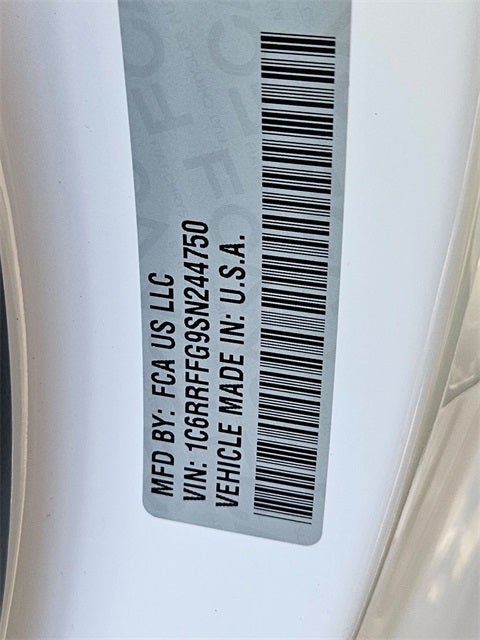 MFD BY: FCA US LLC
VIN: 1C6RRFFG9SN244750
VEHICLE MADE IN: U.S.A.